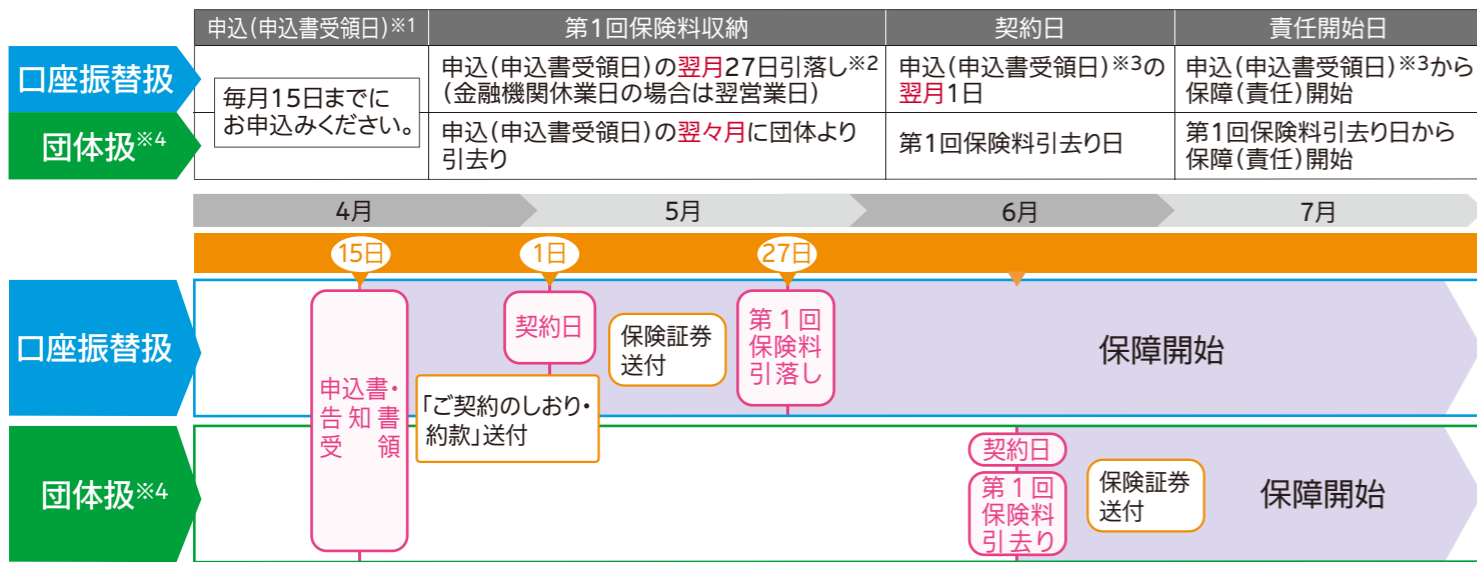 申込(申込書受領日)※1
第1回保険料収納
契約日
責任開始日
口座振替扱
毎月15日までに
お申込みください。
申込(申込書受領日)の翌月27日引落し※2
(金融機関休業日の場合は翌営業日)
申込(申込書受領日)※3の
翌月1日
申込(申込書受領日)※3から
保障(責任)開始
団体扱※4
申込(申込書受領日)の翌々月に団体より
引去り
第1回保険料引去り日
第1回保険料引去り日から
保障(責任)開始
4月
5月
6月
7月
15日
1日
27日
口座振替扱
申込書・
告知書
受領
契約日
「ご契約のしおり・
約款」送付
保険証券
送付
第1回
保険料
引落し
保障開始
団体扱※4
契約日
第1回
保険料
引去り
保険証券
送付
保障開始